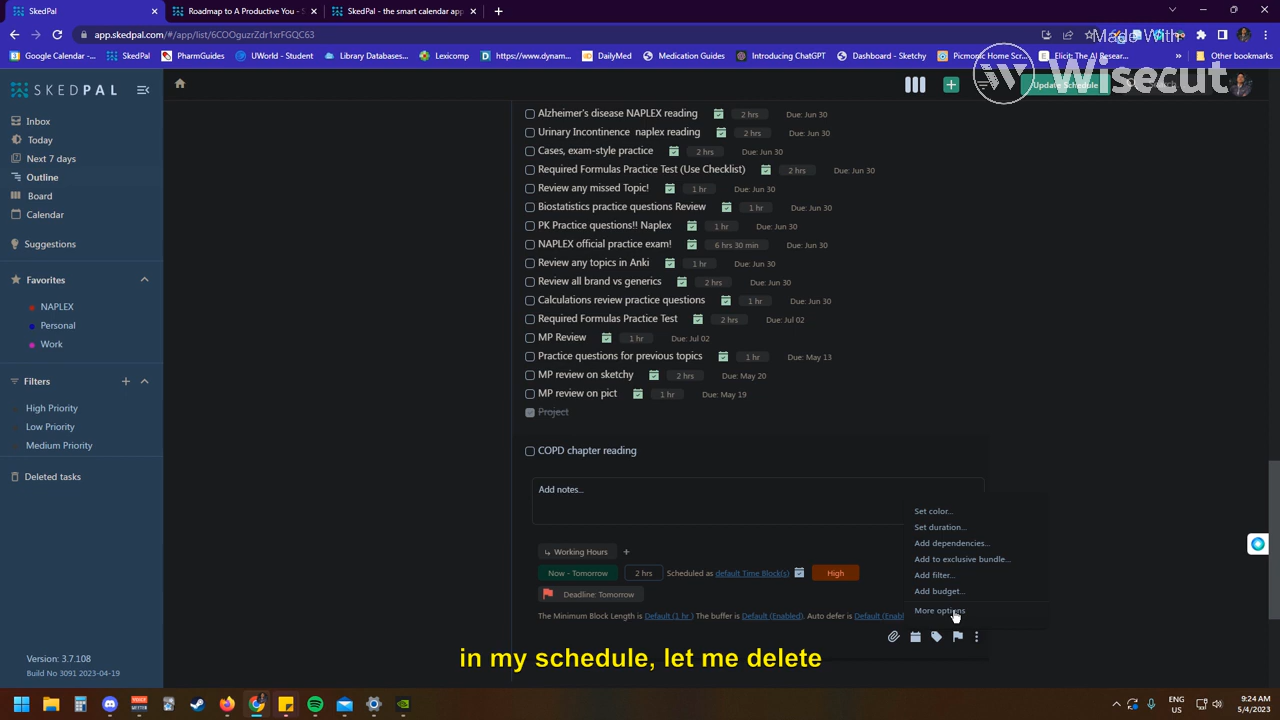 SkedPal
Roadmap to a Productive You - S
SkedPal - The smart calendar app
app.skedpal.com/app/list/6COOguzrZdr1xrFGQC63
Made With
Google Calendar -
PharmGuides
UWorld - Student
Lexicomp
https://www.dynam...
Medication Guides
Introducing ChatGPT
Dashboard - Sketchy
Picmonic Home Scr...
Elicit: The AI Resear...
Other bookmarks
SKEDPAL
Update Schedule
Wisecut
Inbox
Today
Next 7 days
Outline
Board
Calendar
Suggestions
Favorites
NAPLEX
Personal
Work
Filters
High Priority
Low Priority
Medium Priority
Deleted tasks
Version: 3.7.108
Build No 3091 2023-04-19
Alzheimer's disease NAPLEX reading 2 hrs Due: Jun 30
Urinary Incontinence naplex reading 2 hrs Due: Jun 30
Cases, exam-style practice 2 hrs Due: Jun 30
Required Formulas Practice Test (Use Checklist) 2 hrs Due: Jun 30
Review any missed Topic! 1 hr Due: Jun 30
Biostatistics practice questions Review 1 hr Due: Jun 30
PK Practice questions!! Naplex 1 hr Due: Jun 30
NAPLEX official practice exam! 6 hrs 30 min Due: Jun 30
Review any topics in Anki 1 hr Due: Jun 30
Review all brand vs generics 2 hrs Due: Jun 30
Calculations review practice questions 1 hr Due: Jun 30
Required Formulas Practice Test 2 hrs Due: Jul 02
MP Review 1 hr Due: Jul 02
Practice questions for previous topics 1 hr Due: May 13
MP review on sketchy 2 hrs Due: May 20
MP review on pict 1 hr Due: May 19
Project
COPD chapter reading
Add notes...
Working Hours +
Now - Tomorrow 2 hrs Scheduled as default Time Block(s) High
Deadline: Tomorrow
The Minimum Block Length is Default (1 hr ) The buffer is Default (Enabled). Auto defer is Default (Enabl
Set color...
Set duration...
Add dependencies...
Add to exclusive bundle...
Add filter...
Add budget...
More options
in my schedule, let me delete
ENG
US
9:24 AM
5/4/2023